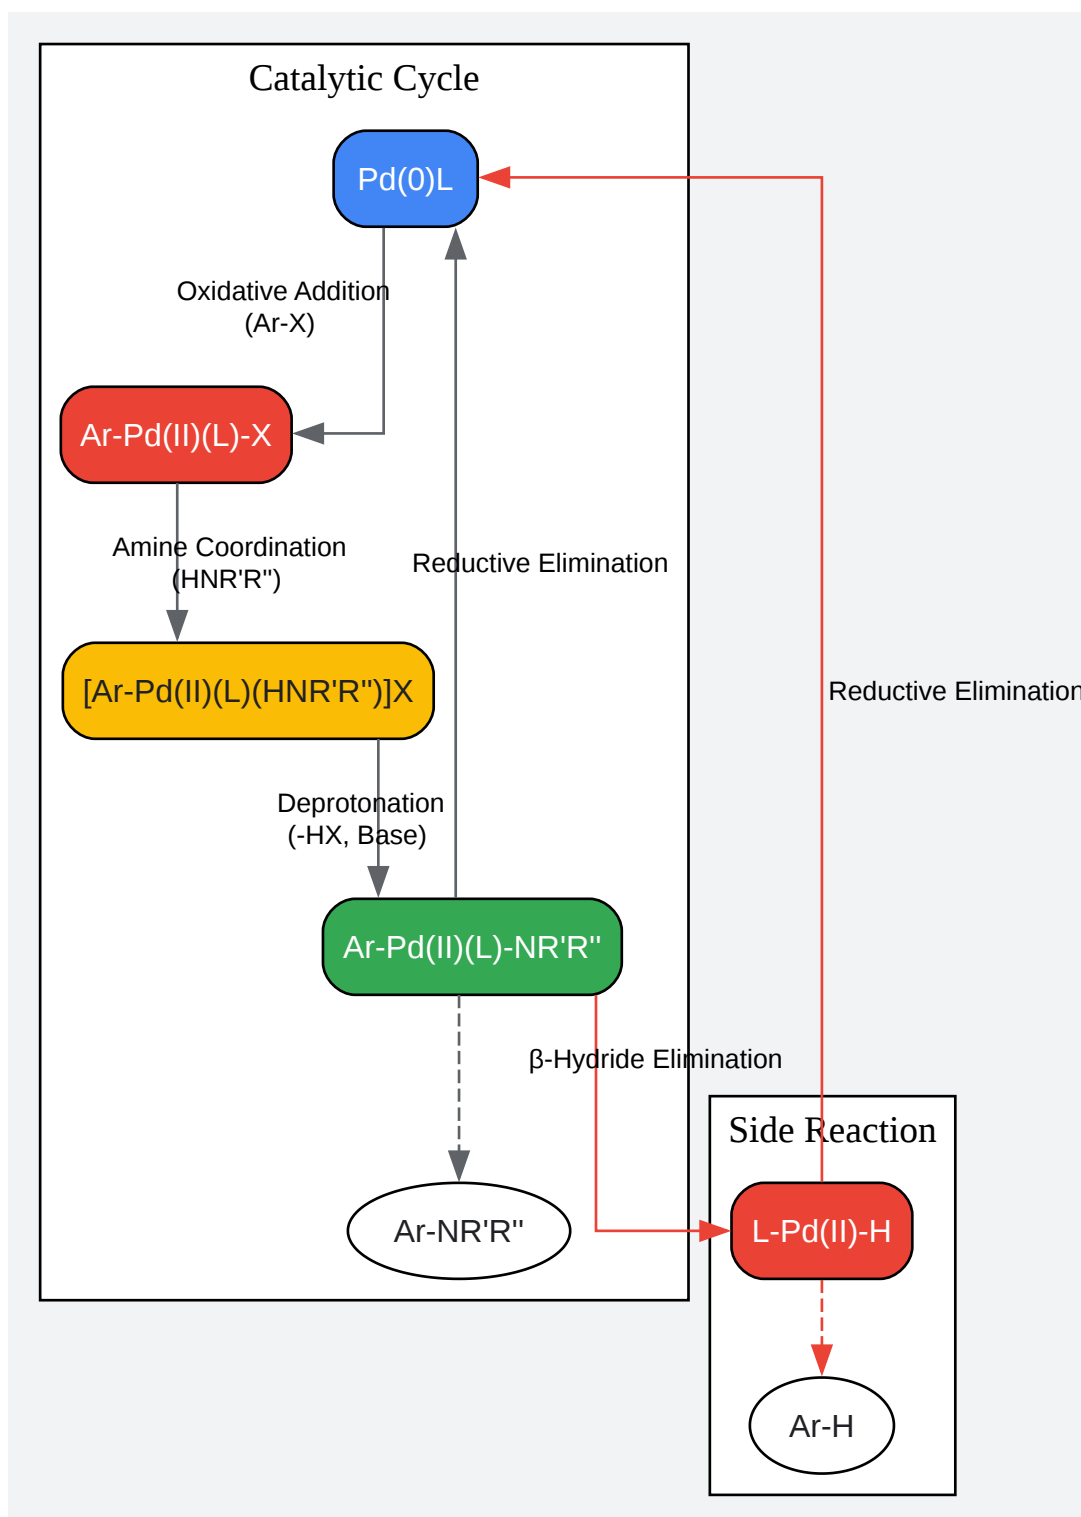 Catalytic Cycle
Pd(0)L
Oxidative Addition
(Ar-X)
Ar-Pd(II)(L)-X
Amine Coordination
(HNR'R'')
Reductive Elimination
[Ar-Pd(II)(L)(HNR'R'')]X
Reductive Elimination
Deprotonation
(-HX, Base)
Ar-Pd(II)(L)-NR'R''
β-Hydride Elimination
Side Reaction
Ar-NR'R''
L-Pd(II)-H
Ar-H